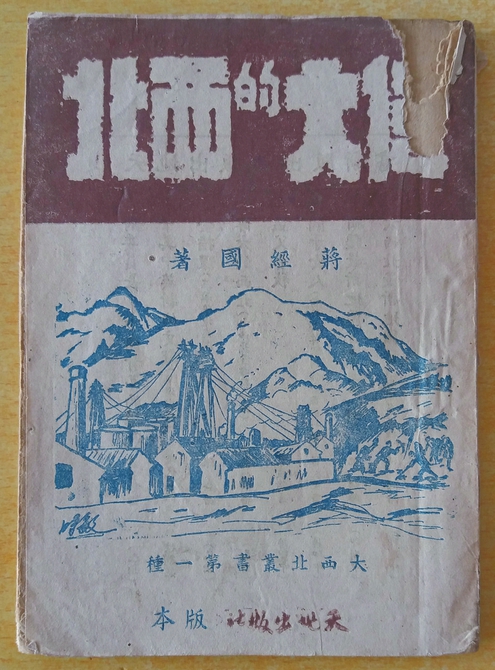 偉大的西北
蔣經國著
大西北叢書第一種
天地出版社版本